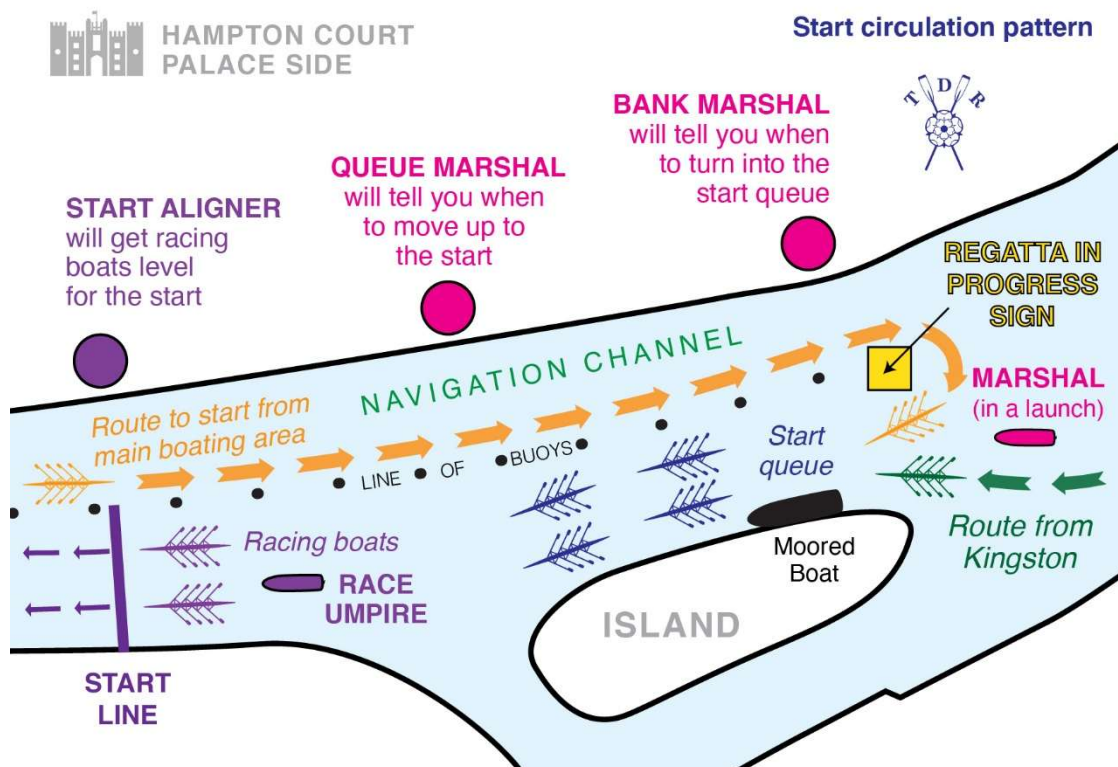 HAMPTON COURT
PALACE SIDE
Start circulation pattern
T D R
BANK MARSHAL
will tell you when
to turn into the
start queue
QUEUE MARSHAL
will tell you when
to move up to
the start
START ALIGNER
will get racing
boats level
for the start
REGATTA IN
PROGRESS
SIGN
NAVIGATION CHANNEL
MARSHAL
(in a launch)
Route to start from
main boating area
LINE OF BUOYS
Start
queue
Racing boats
RACE
UMPIRE
Moored
Boat
Route from
Kingston
ISLAND
START
LINE